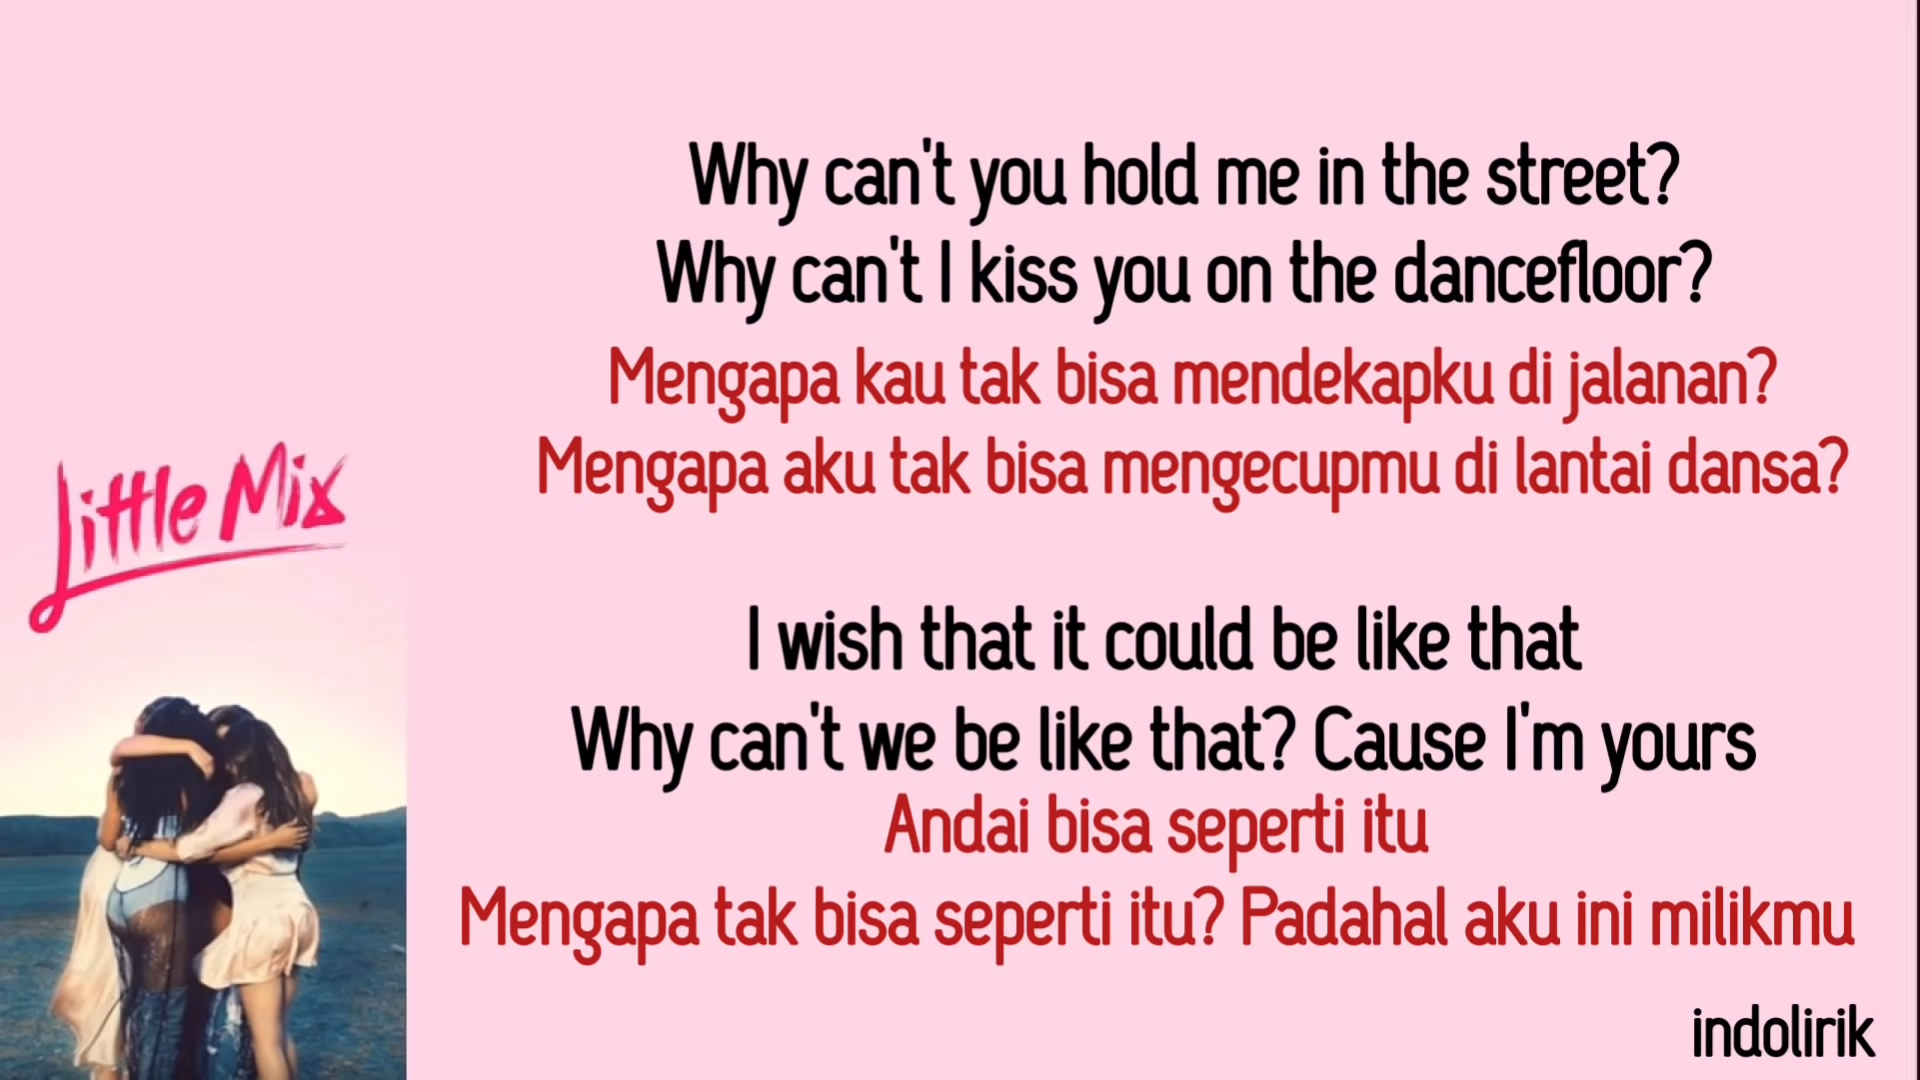 Why can't you hold me in the street?
Why can't I kiss you on the dancefloor?
Mengapa kau tak bisa mendekapku di jalanan?
Mengapa aku tak bisa mengecupmu di lantai dansa?
Little Mix
I wish that it could be like that
Why can't we be like that? Cause I'm yours
Andai bisa seperti itu
Mengapa tak bisa seperti itu? Padahal aku ini milikmu
indolirik